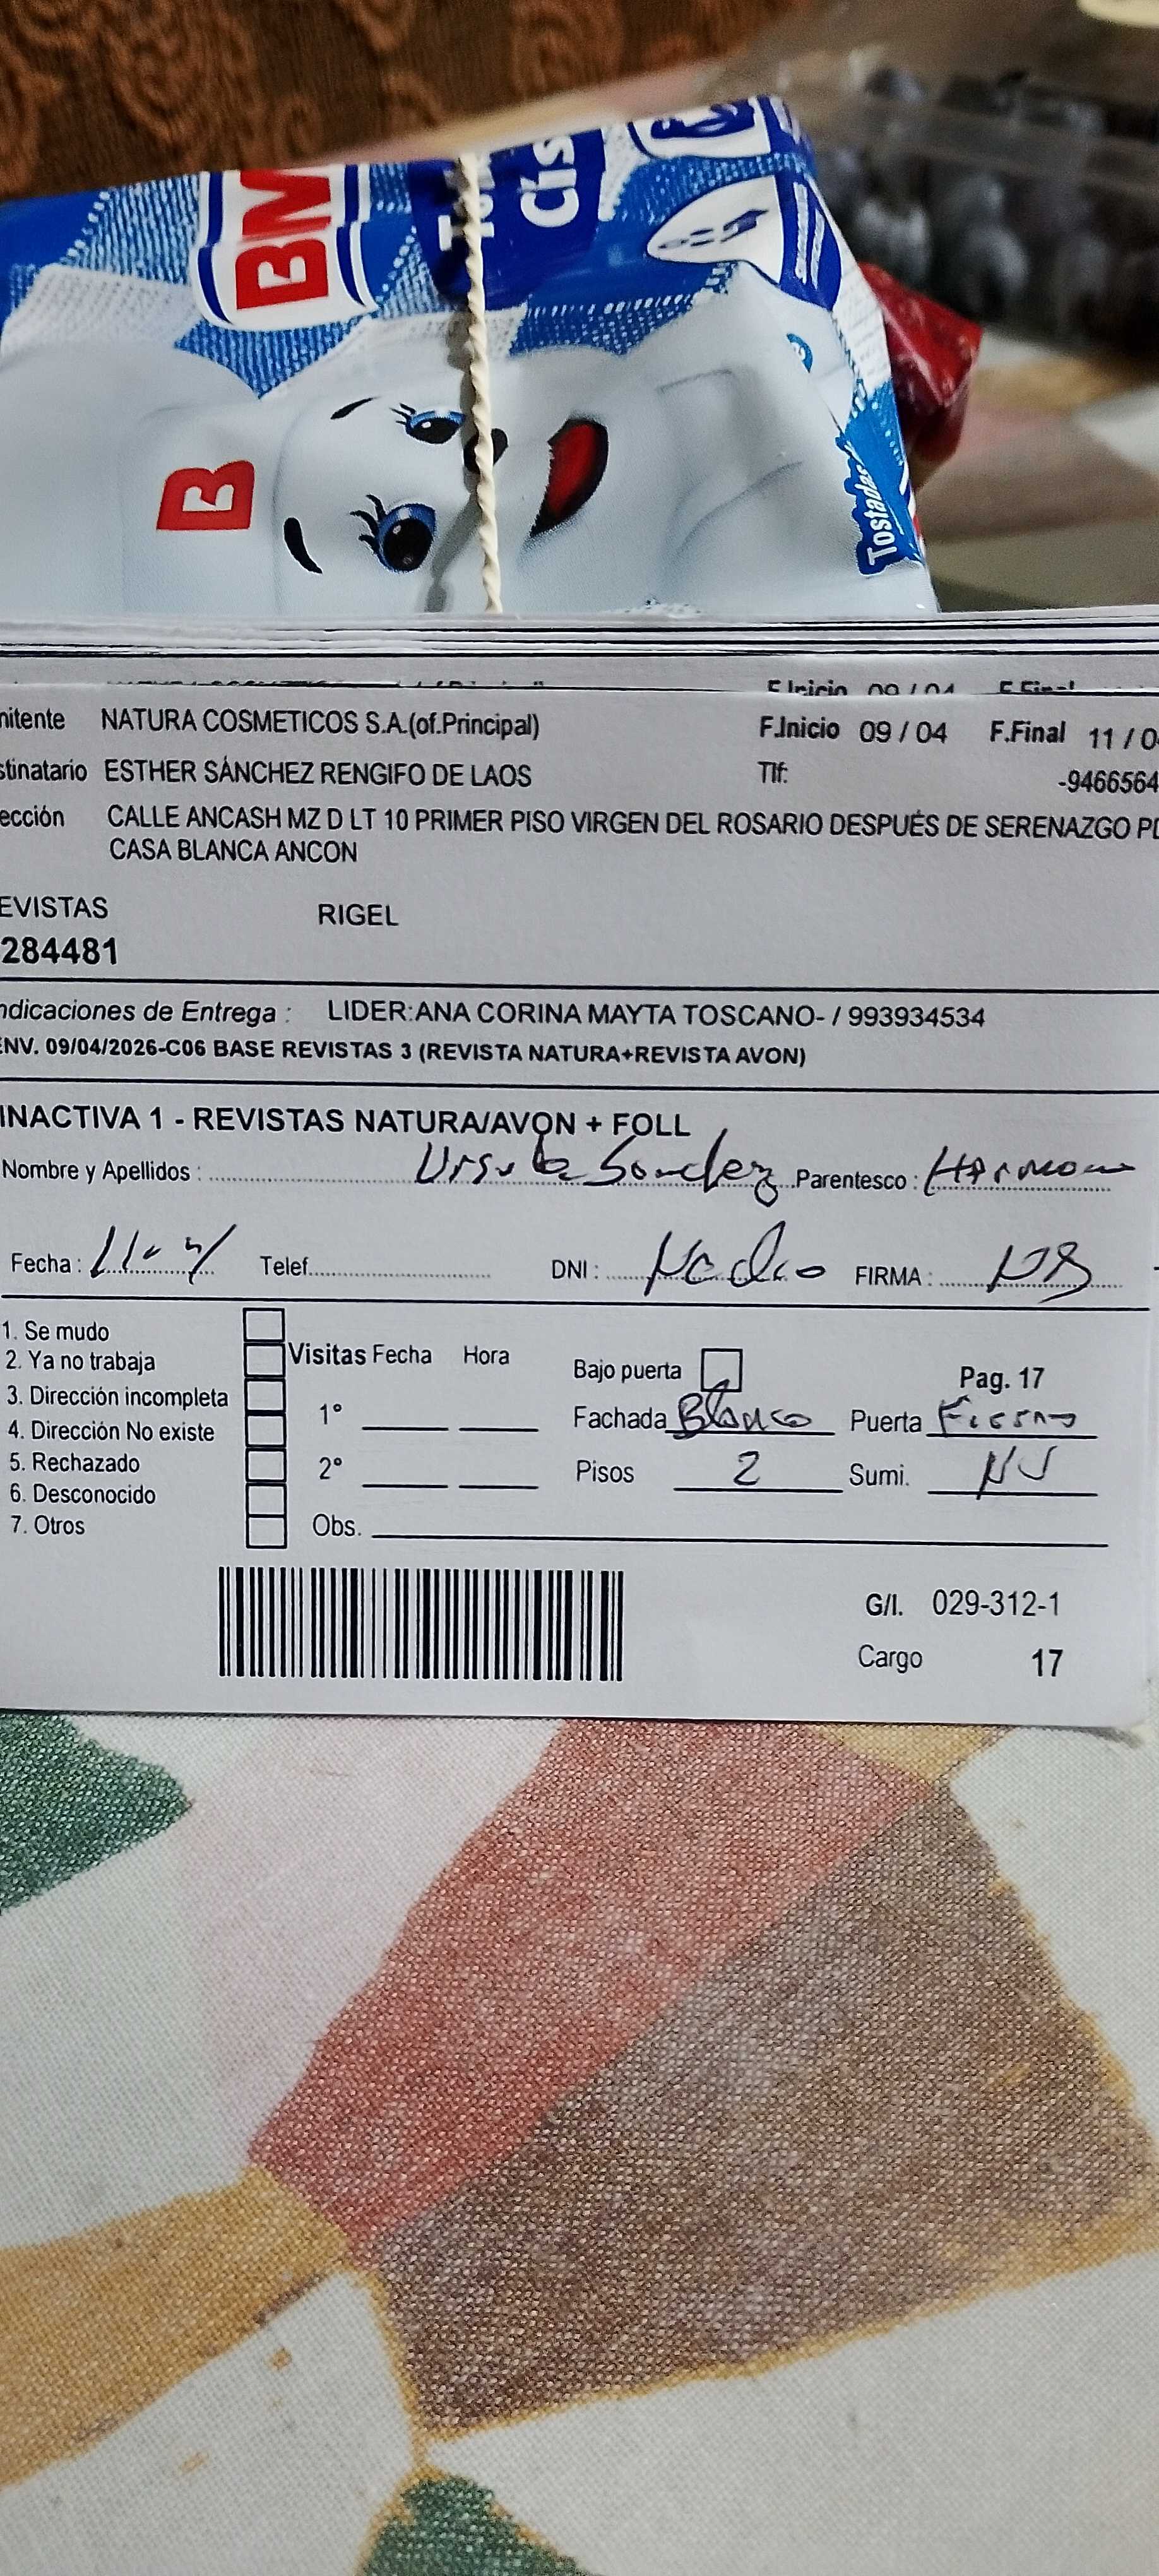 BM
B
Tostadas
F.Inicio 09 / 04 F.Final
mitente NATURA COSMETICOS S.A.(of.Principal) F.Inicio 09 / 04 F.Final 11 / 0
stinatario ESTHER SÁNCHEZ RENGIFO DE LAOS Tlf: -9466564
ección CALLE ANCASH MZ D LT 10 PRIMER PISO VIRGEN DEL ROSARIO DESPUÉS DE SERENAZGO
CASA BLANCA ANCON
EVISTAS RIGEL
284481
ndicaciones de Entrega : LIDER:ANA CORINA MAYTA TOSCANO- / 993934534
ENV. 09/04/2026-C06 BASE REVISTAS 3 (REVISTA NATURA+REVISTA AVON)
INACTIVA 1 - REVISTAS NATURA/AVON + FOLL
Nombre y Apellidos : Ursula Sanchez Parentesco : Hermana
Fecha : Telef. DNI : FIRMA :
1. Se mudo
2. Ya no trabaja Visitas Fecha Hora Bajo puerta Pag. 17
3. Dirección incompleta 1° Fachada Blanco Puerta Fierro
4. Dirección No existe
5. Rechazado 2° Pisos 2 Sumi.
6. Desconocido
7. Otros Obs.
G/I. 029-312-1
Cargo 17